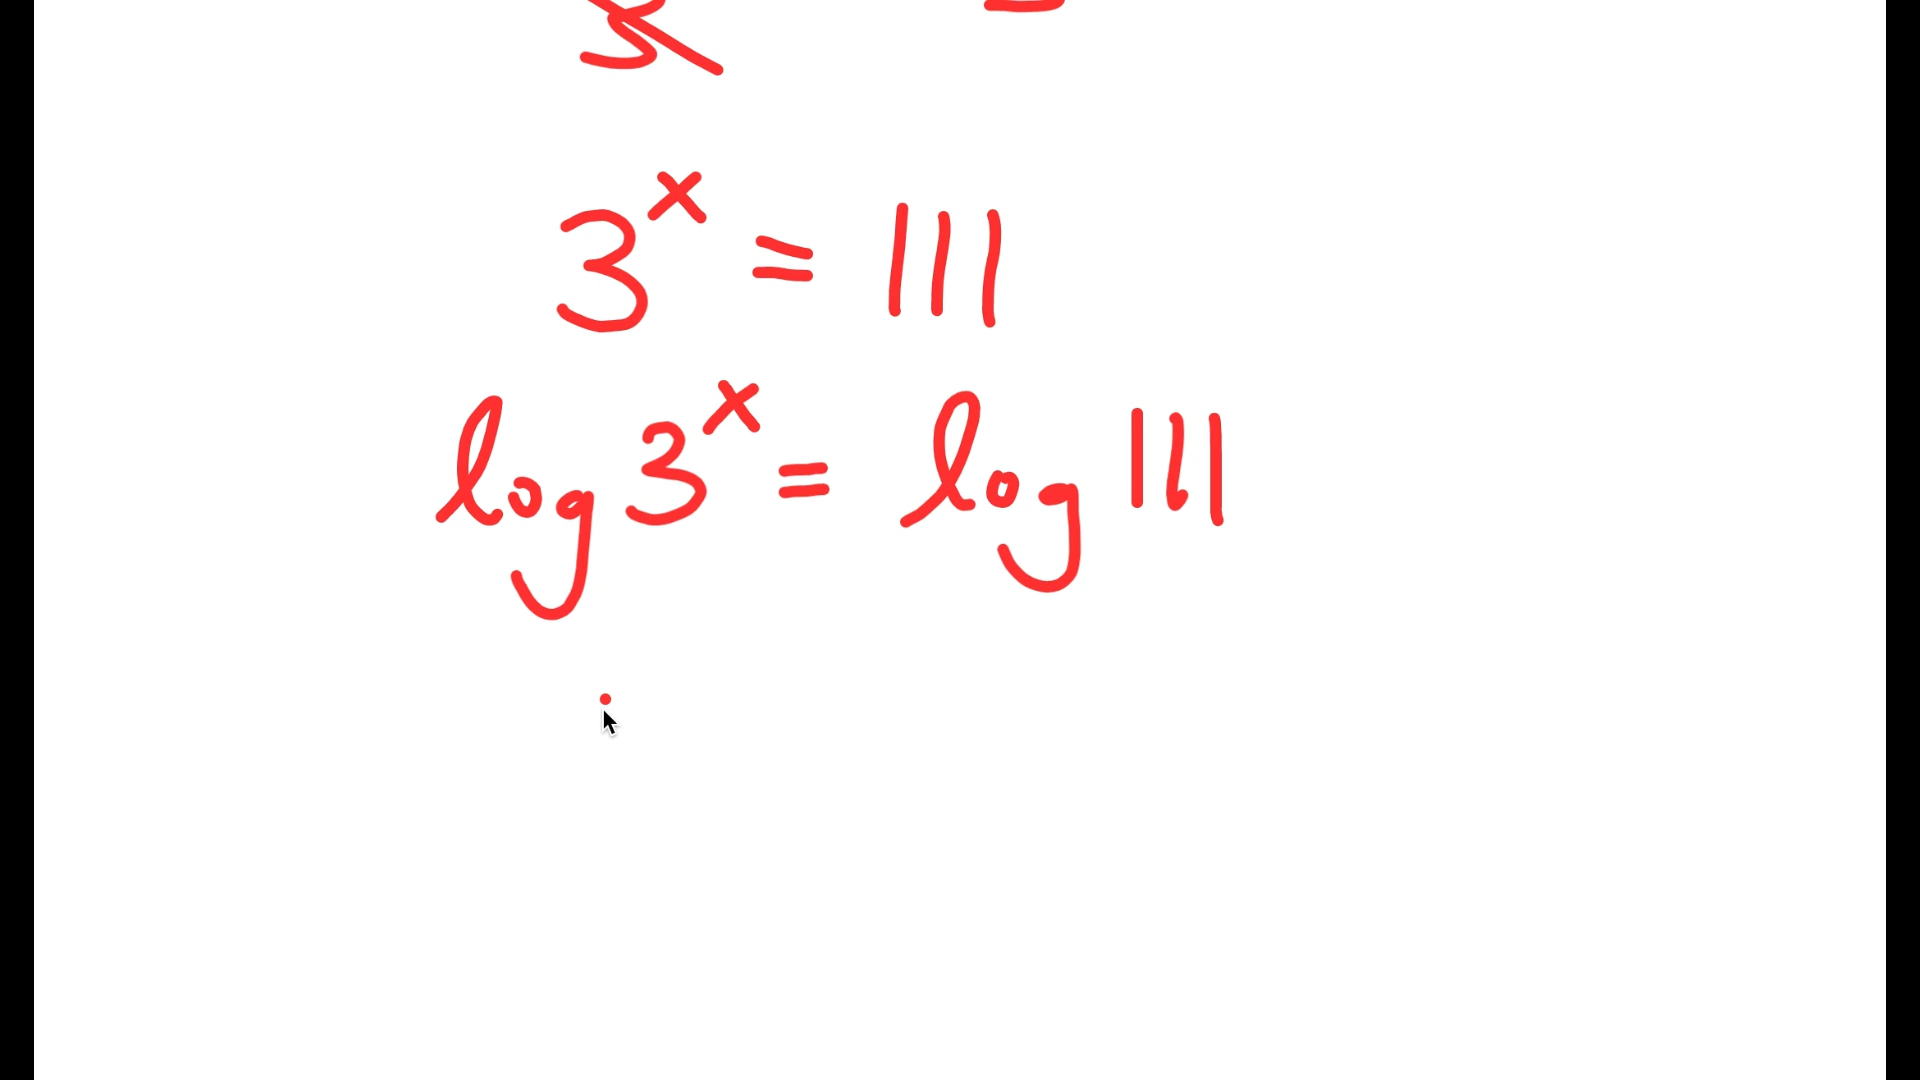 3^x = 111
log 3^x = log 111